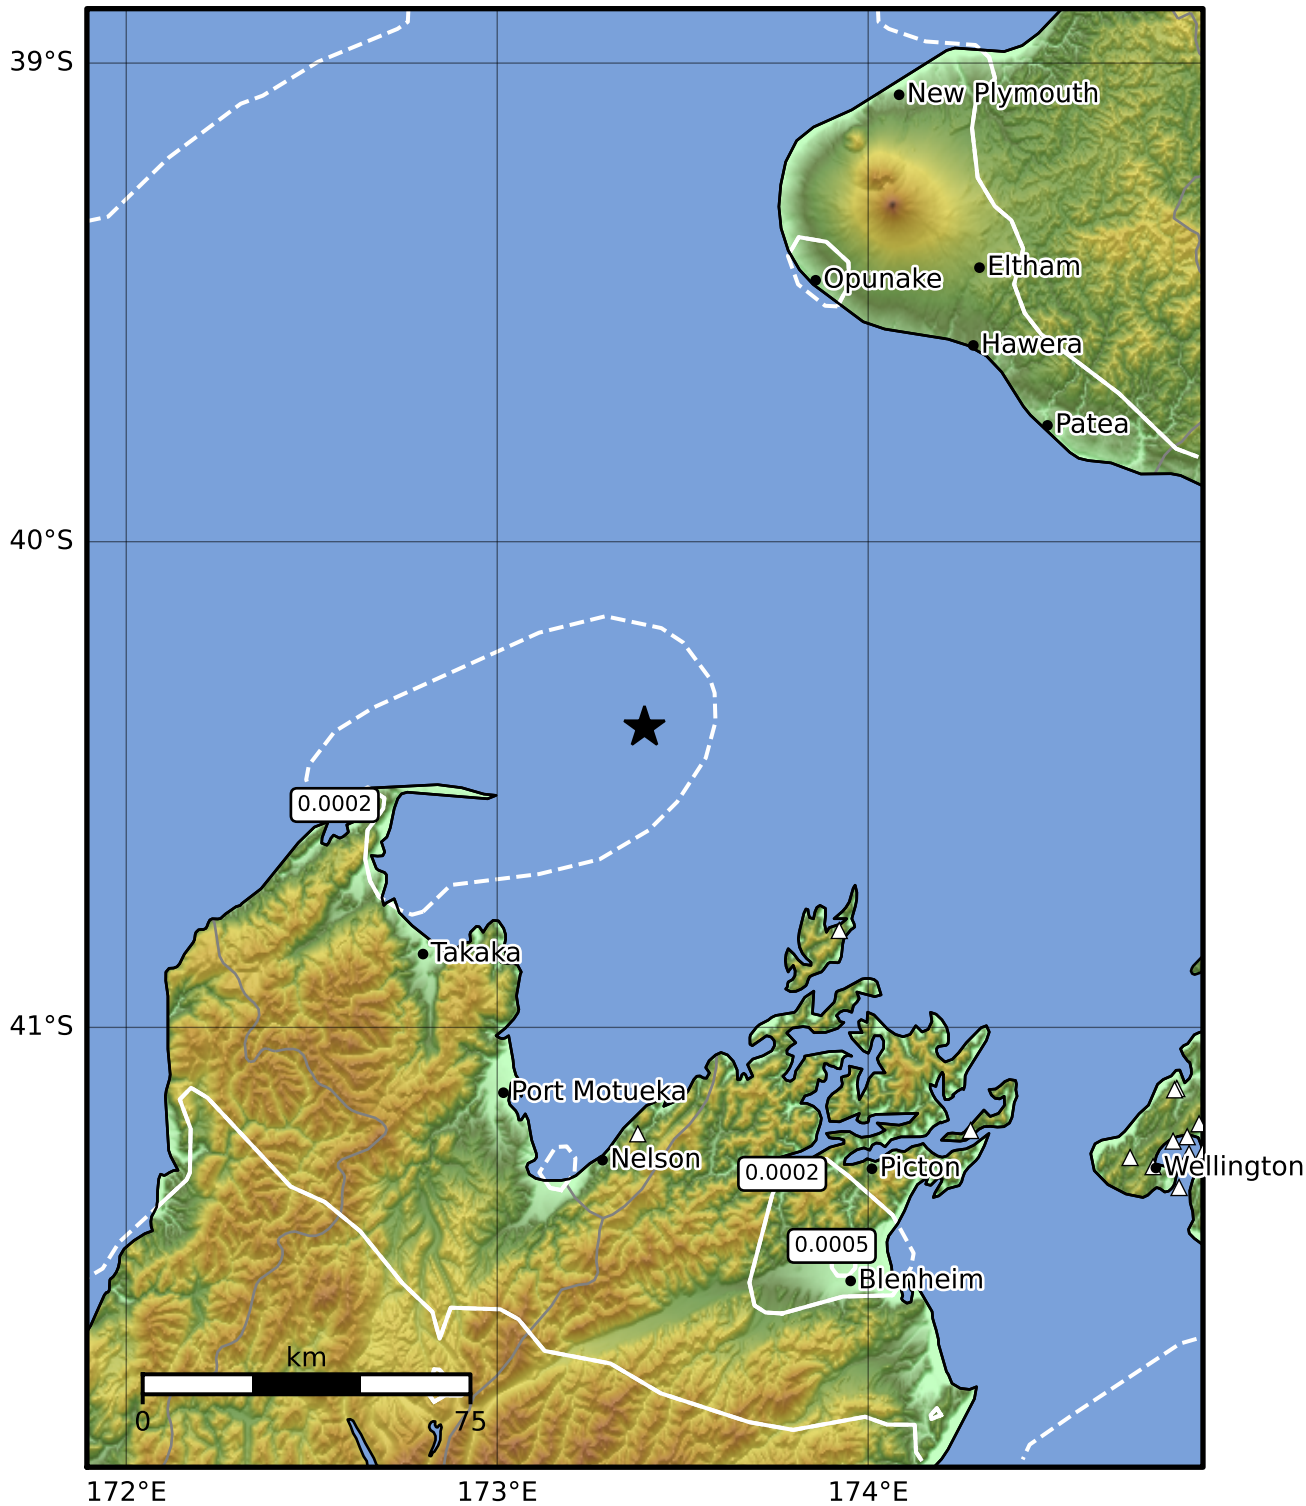 39°S
New Plymouth
Eltham
Opunake
Hawera
Patea
40°S
0.0002
Takaka
41°S
Port Motueka
Nelson
0.0002
Picton
Wellington
0.0005
Blenheim
km
0 75
172°E 173°E 174°E